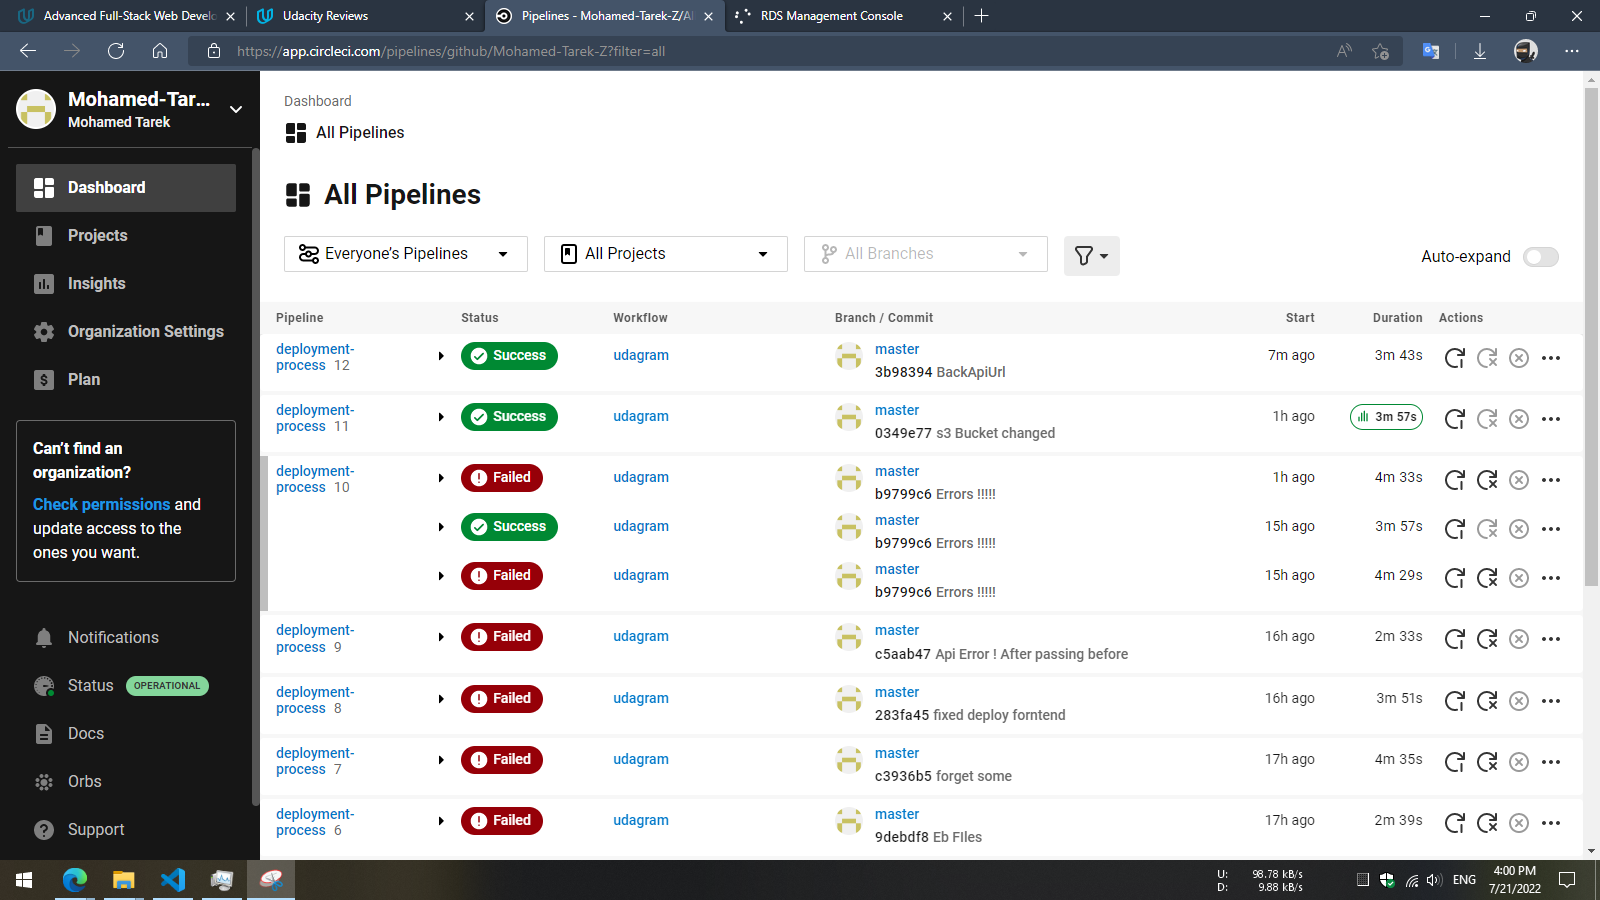 Advanced Full-Stack Web Develo
Udacity Reviews
Pipelines - Mohamed-Tarek-Z/Al
RDS Management Console
https://app.circleci.com/pipelines/github/Mohamed-Tarek-Z?filter=all
Mohamed-Tar...
Mohamed Tarek
Dashboard
Projects
Insights
Organization Settings
Plan
Can't find an
organization?
Check permissions and
update access to the
ones you want.
Notifications
Status OPERATIONAL
Docs
Orbs
Support
Dashboard
All Pipelines
All Pipelines
Everyone's Pipelines
All Projects
All Branches
Auto-expand
Pipeline Status Workflow Branch / Commit Start Duration Actions
deployment-
process 12
Success
udagram
master
3b98394 BackApiUrl
7m ago
3m 43s
deployment-
process 11
Success
udagram
master
0349e77 s3 Bucket changed
1h ago
3m 57s
deployment-
process 10
Failed
udagram
master
b9799c6 Errors !!!!!
1h ago
4m 33s
Success
udagram
master
b9799c6 Errors !!!!!
15h ago
3m 57s
Failed
udagram
master
b9799c6 Errors !!!!!
15h ago
4m 29s
deployment-
process 9
Failed
udagram
master
c5aab47 Api Error ! After passing before
16h ago
2m 33s
deployment-
process 8
Failed
udagram
master
283fa45 fixed deploy forntend
16h ago
3m 51s
deployment-
process 7
Failed
udagram
master
c3936b5 forget some
17h ago
4m 35s
deployment-
process 6
Failed
udagram
master
9debdf8 Eb FIles
17h ago
2m 39s
U: 98.78 kB/s
D: 9.88 kB/s
ENG
4:00 PM
7/21/2022